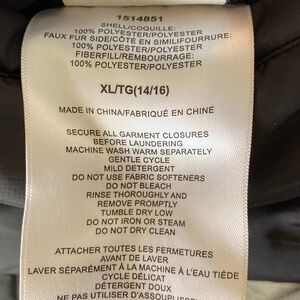 1514851
SHELL/COQUILLE:
100% POLYESTER/POLYESTER
FAUX FUR SIDE/CÔTÉ EN SIMILIFOURRURE:
100% POLYESTER/POLYESTER
FIBERFILL/REMBOURRAGE:
100% POLYESTER/POLYESTER
XL/TG(14/16)
MADE IN CHINA/FABRIQUÉ EN CHINE
SECURE ALL GARMENT CLOSURES
BEFORE LAUNDERING
MACHINE WASH WARM SEPARATELY
GENTLE CYCLE
MILD DETERGENT
DO NOT USE FABRIC SOFTENERS
DO NOT BLEACH
RINSE THOROUGHLY AND
REMOVE PROMPTLY
TUMBLE DRY LOW
DO NOT IRON OR STEAM
DO NOT DRY CLEAN
ATTACHER TOUTES LES FERMETURES
AVANT DE LAVER
LAVER SÉPARÉMENT À LA MACHINE À L'EAU TIÈDE
CYCLE DÉLICAT
DÉTERGENT DOUX
NE PAS UTILISER D'ASSOUPLISS